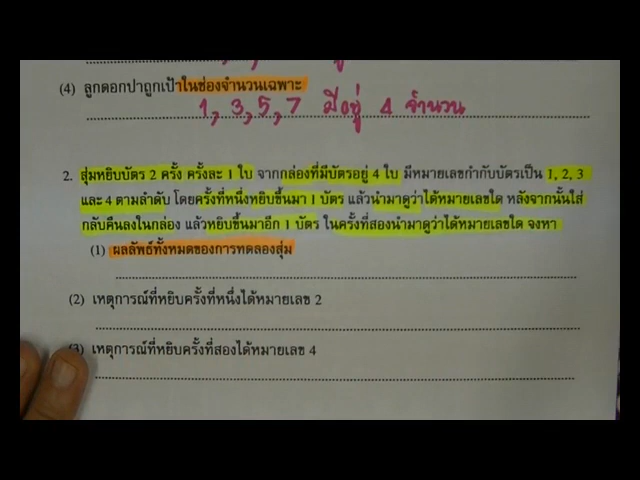 (4) ลูกดอกปาถูกเป้าในช่องจำนวนเฉพาะ
1, 3, 5, 7 มีอยู่ 4 จำนวน
2. สุ่มหยิบบัตร 2 ครั้ง ครั้งละ 1 ใบ จากกล่องที่มีบัตรอยู่ 4 ใบ มีหมายเลขกำกับบัตรเป็น 1, 2, 3
และ 4 ตามลำดับ โดยครั้งที่หนึ่งหยิบขึ้นมา 1 บัตร แล้วนำมาดูว่าได้หมายเลขใด หลังจากนั้นใส่
กลับคืนลงในกล่อง แล้วหยิบขึ้นมาอีก 1 บัตร ในครั้งที่สองนำมาดูว่าได้หมายเลขใด จงหา
(1) ผลลัพธ์ทั้งหมดของการทดลองสุ่ม
(2) เหตุการณ์ที่หยิบครั้งที่หนึ่งได้หมายเลข 2
(3) เหตุการณ์ที่หยิบครั้งที่สองได้หมายเลข 4